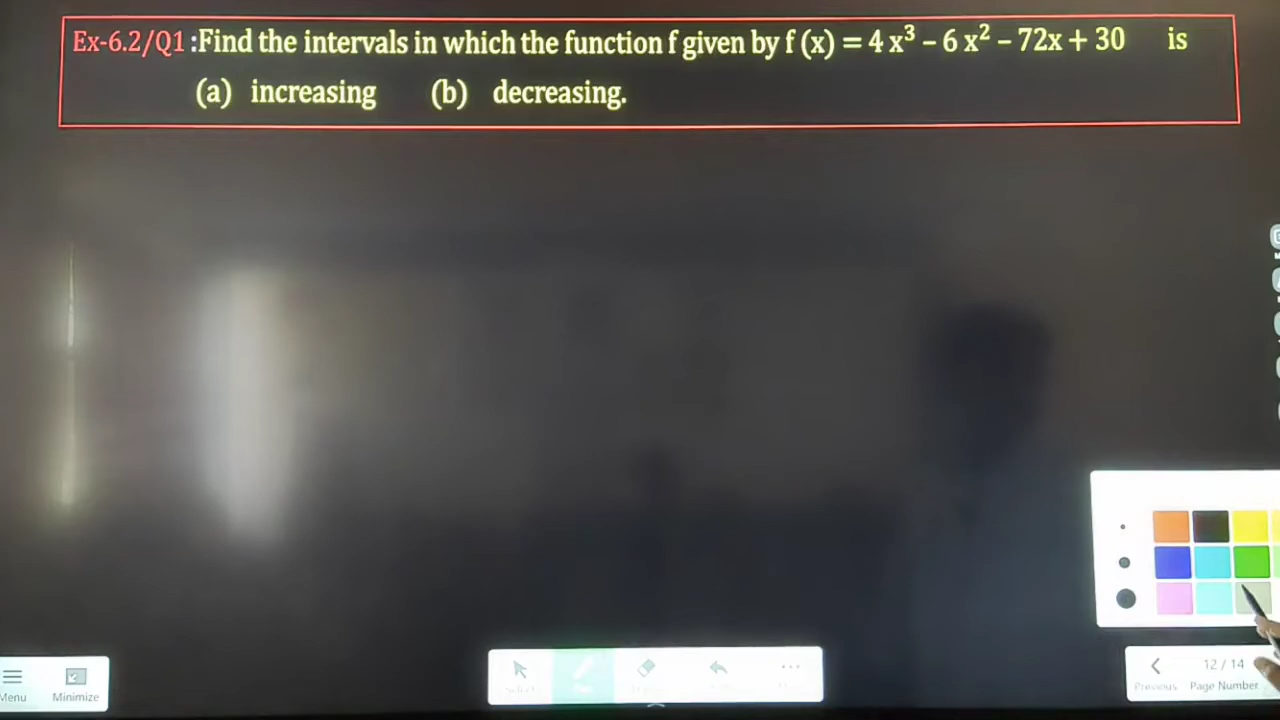 Ex-6.2/Q1 :Find the intervals in which the function f given by f (x) = 4 x³ – 6 x² – 72x + 30 is
(a) increasing (b) decreasing.
12 / 14
Menu Minimize Previous Page Number